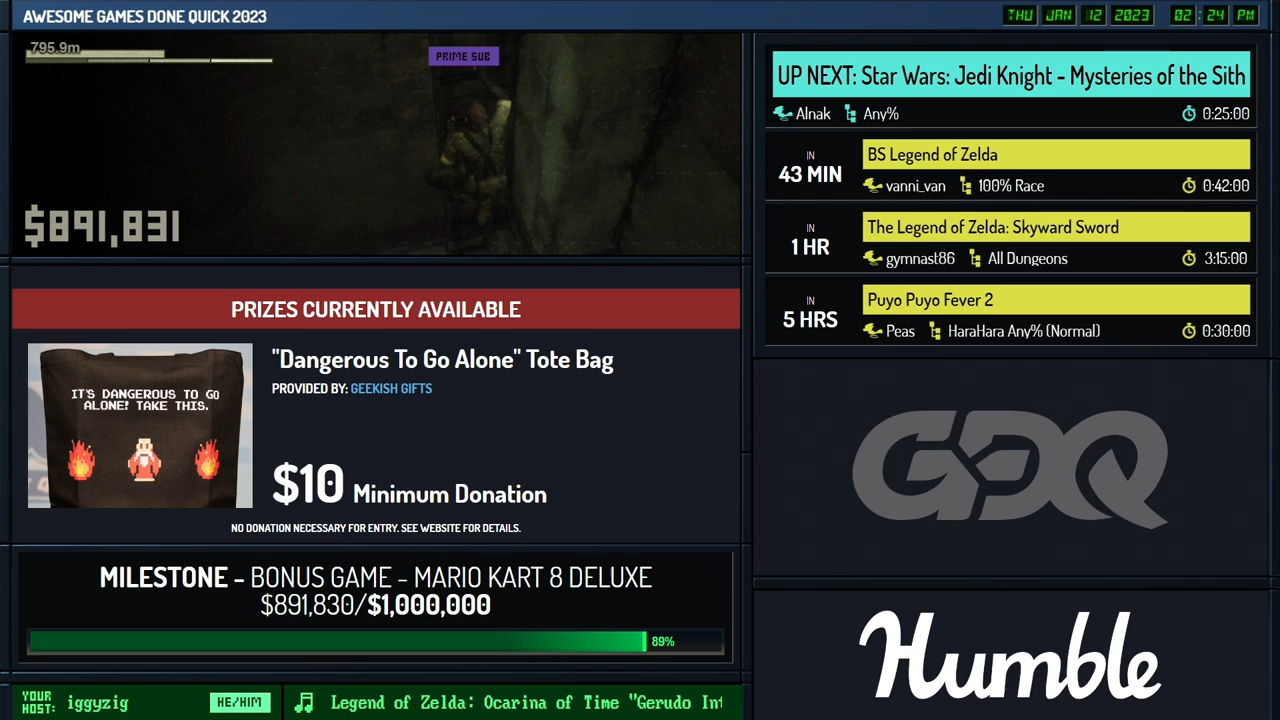 AWESOME GAMES DONE QUICK 2023
THU JAN 12 2023 02:24 PM
795.9m
PRIME SUB
$891,831
PRIZES CURRENTLY AVAILABLE
IT'S DANGEROUS TO GO
ALONE! TAKE THIS.
"Dangerous To Go Alone" Tote Bag
PROVIDED BY: GEEKISH GIFTS
$10 Minimum Donation
NO DONATION NECESSARY FOR ENTRY. SEE WEBSITE FOR DETAILS.
MILESTONE - BONUS GAME - MARIO KART 8 DELUXE
$891,830/$1,000,000
89%
YOUR HOST: iggyzig HE/HIM
Legend of Zelda: Ocarina of Time "Gerudo Int
UP NEXT: Star Wars: Jedi Knight - Mysteries of the Sith
Alnak Any% 0:25:00
IN 43 MIN
BS Legend of Zelda
vanni_van 100% Race 0:42:00
IN 1 HR
The Legend of Zelda: Skyward Sword
gymnast86 All Dungeons 3:15:00
IN 5 HRS
Puyo Puyo Fever 2
Peas HaraHara Any% (Normal) 0:30:00
GDQ
Humble